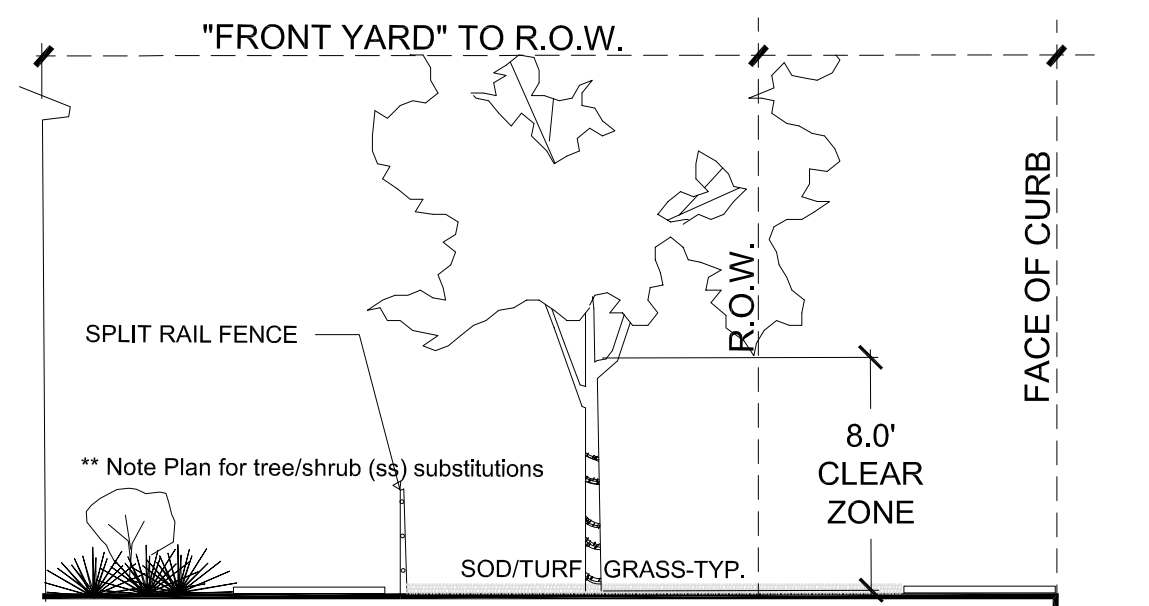 "FRONT YARD" TO R.O.W.
FACE OF CURB
R.O.W.
SPLIT RAIL FENCE
8.0'
CLEAR
ZONE
** Note Plan for tree/shrub (ss) substitutions
SOD/TURF GRASS-TYP.